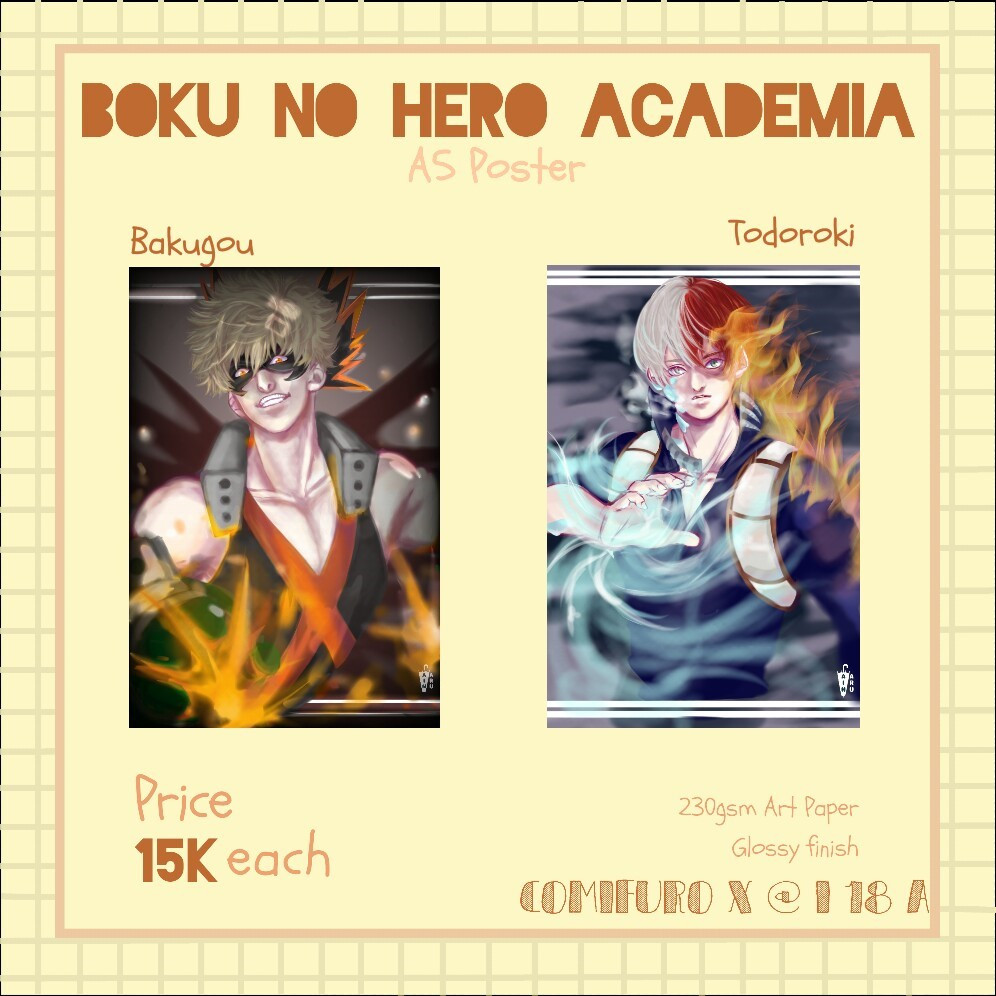 BOKU NO HERO ACADEMIA
A5 Poster
Bakugou
Todoroki
Price
15K each
230gsm Art Paper
Glossy finish
COMIFURO X @ I 18 A